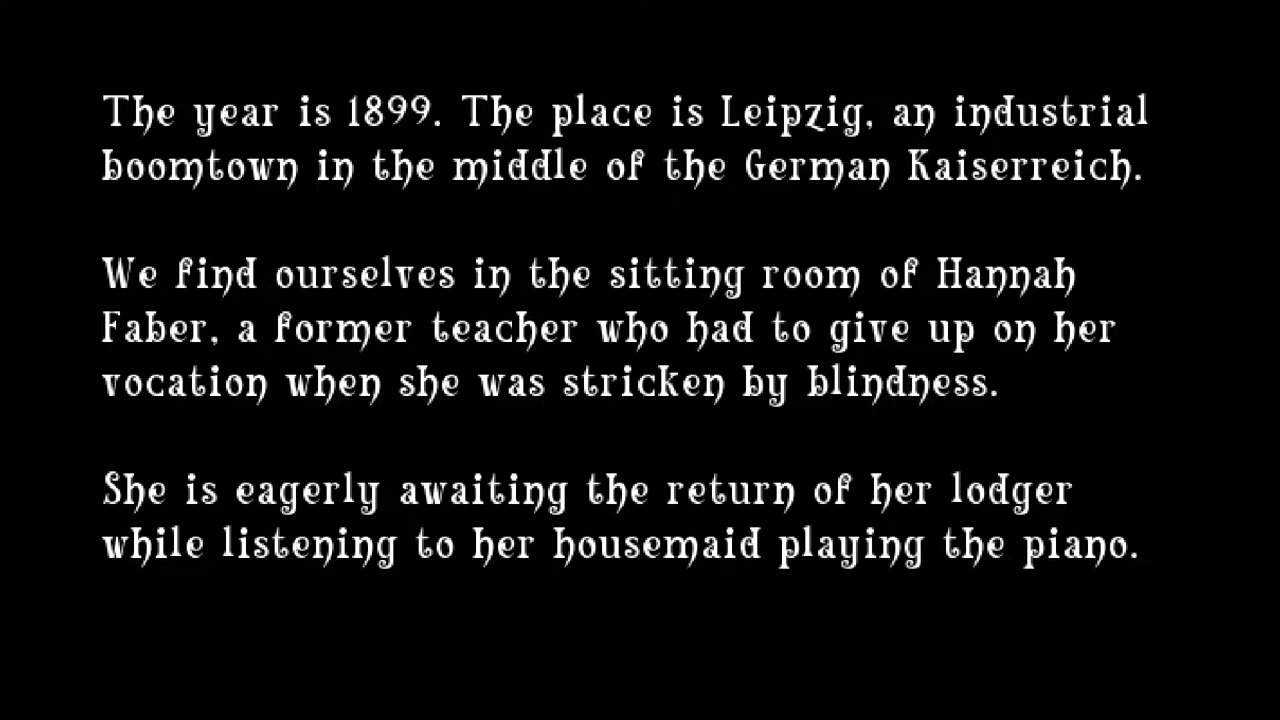 The year is 1899. The place is Leipzig, an industrial
boomtown in the middle of the German Kaiserreich.
We find ourselves in the sitting room of Hannah
Faber, a former teacher who had to give up on her
vocation when she was stricken by blindness.
She is eagerly awaiting the return of her lodger
while listening to her housemaid playing the piano.